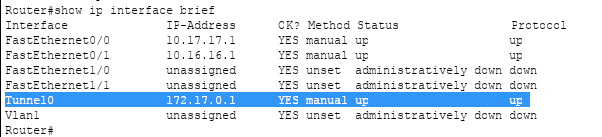 Router#show ip interface brief
Interface IP-Address CK? Method Status Protocol
FastEthernet0/0 10.17.17.1 YES manual up up
FastEthernet0/1 10.16.16.1 YES manual up up
FastEthernet1/0 unassigned YES unset administratively down down
FastEthernet1/1 unassigned YES unset administratively down down
Tunnel0 172.17.0.1 YES manual up up
Vlan1 unassigned YES unset administratively down down
Router#